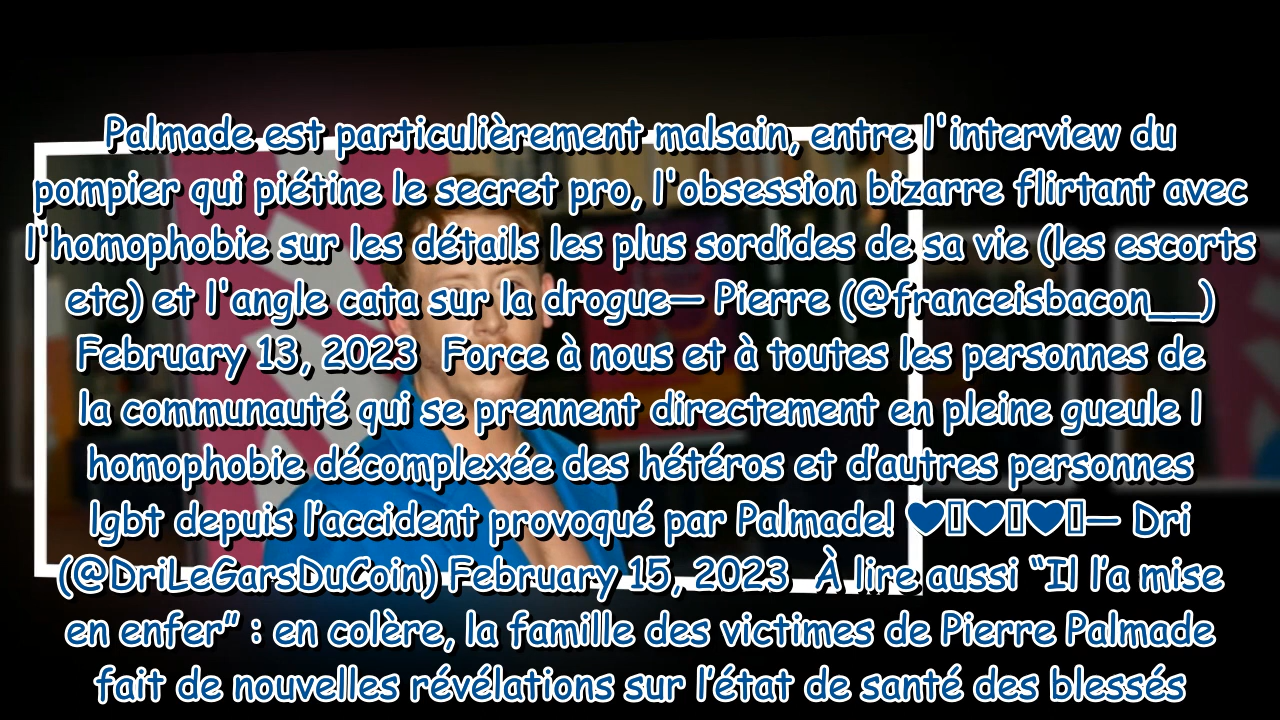 Palmade est particulièrement malsain, entre l'interview du
pompier qui piétine le secret pro, l'obsession bizarre flirtant avec
l'homophobie sur les détails les plus sordides de sa vie (les escorts
etc) et l'angle cata sur la drogue— Pierre (@franceisbacon__)
February 13, 2023  Force à nous et à toutes les personnes de
la communauté qui se prennent directement en pleine gueule l
homophobie décomplexée des hétéros et d’autres personnes
lgbt depuis l’accident provoqué par Palmade! ♥▯♥▯♥▯— Dri
(@DriLeGarsDuCoin) February 15, 2023  À lire aussi “Il l’a mise
en enfer” : en colère, la famille des victimes de Pierre Palmade
fait de nouvelles révélations sur l’état de santé des blessés